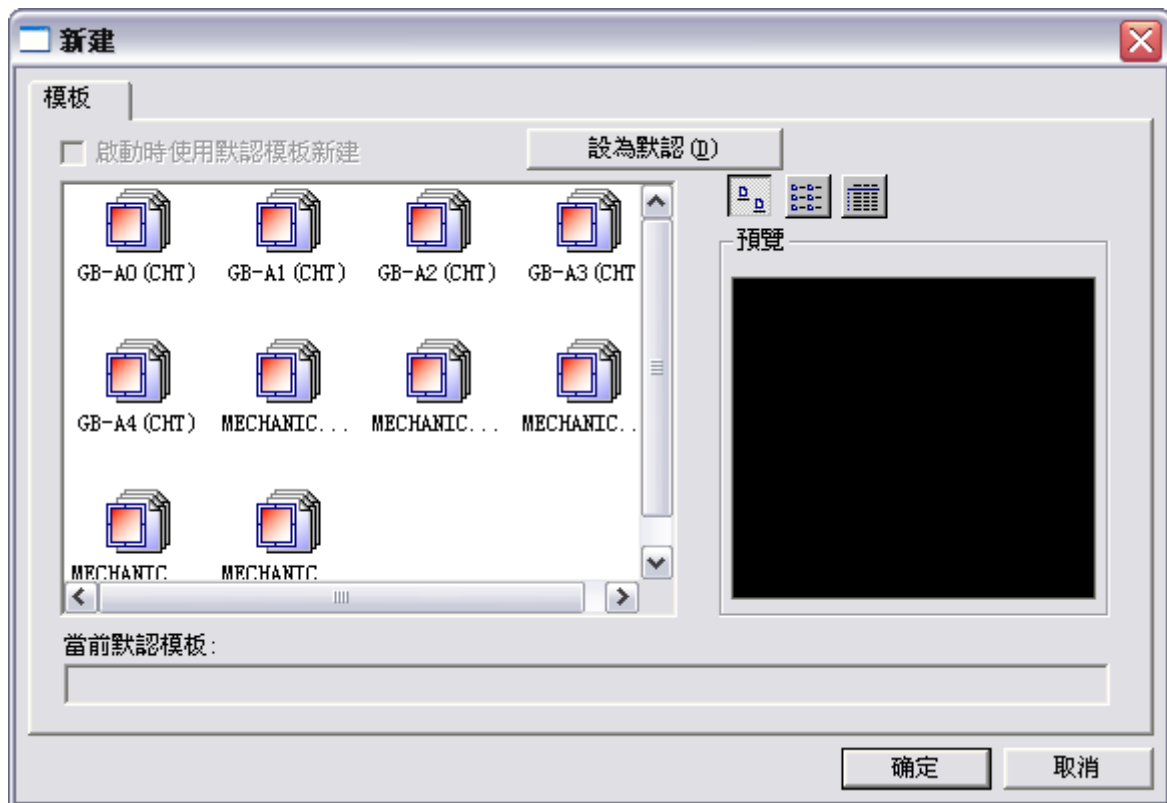 新建
模板
啟動時使用默認模板新建
設為默認(D)
預覽
GB-A0(CHT) GB-A1(CHT) GB-A2(CHT) GB-A3(CHT
GB-A4(CHT) MECHANIC... MECHANIC... MECHANIC..
MECHANIC MECHANIC
當前默認模板:
确定 取消